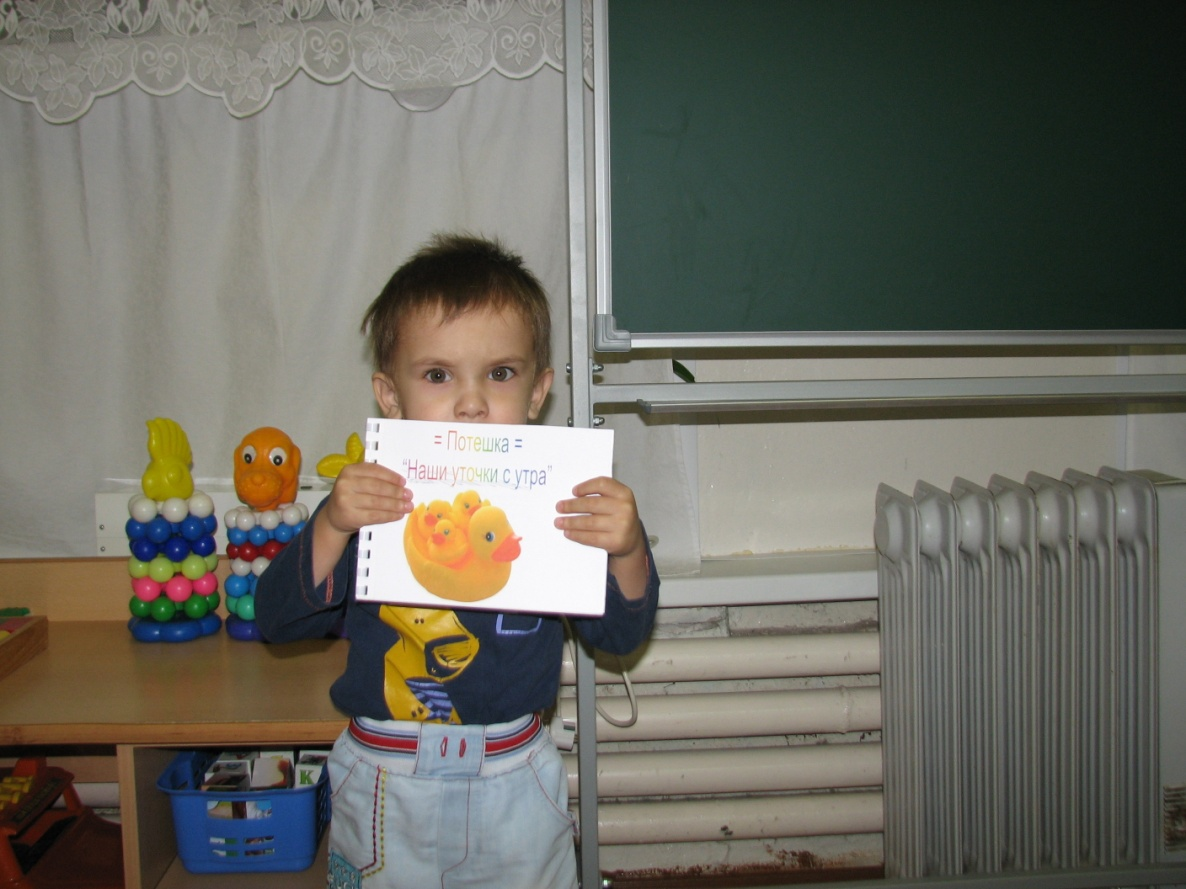 = Потешка =
"Наши уточки с утра"
К